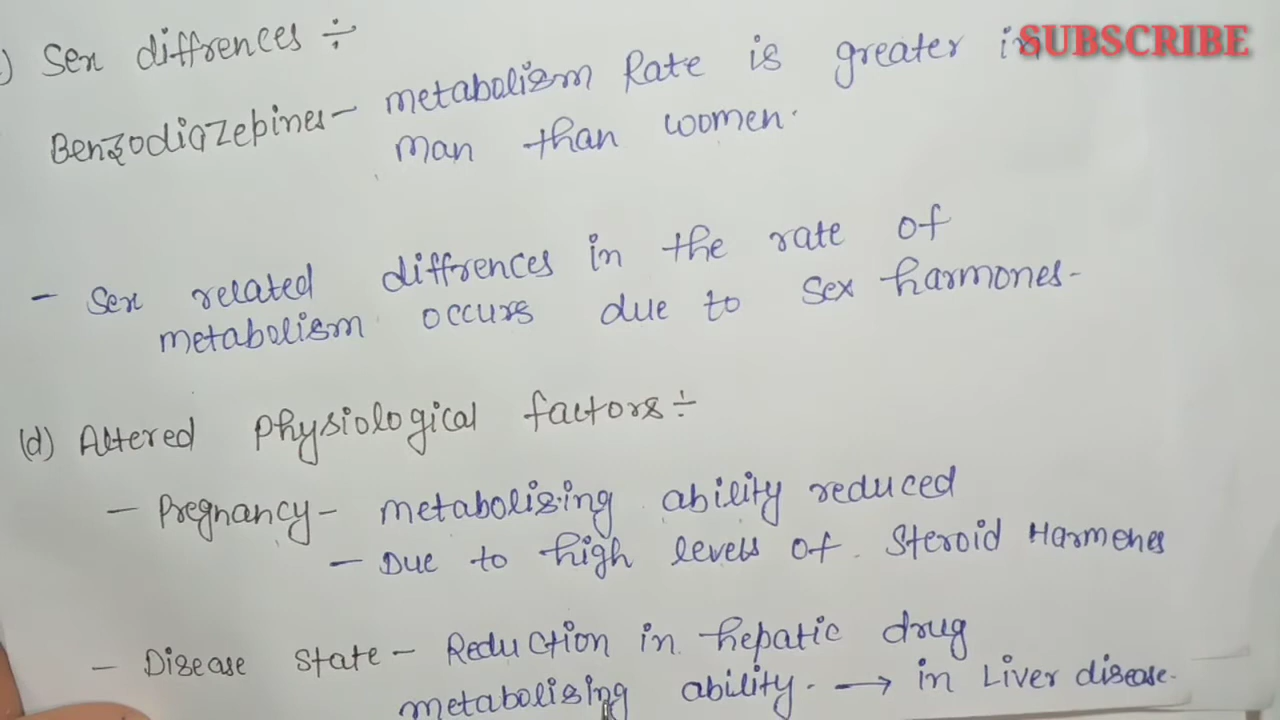 ) Sex diffrences ÷
SUBSCRIBE
Benzodiazepines - metabolism Rate is greater in
man than women.
- Sex related diffrences in the rate of
metabolism occurs due to sex harmones-
(d) Altered physiological factors ÷
- Pregnancy - metabolising ability reduced
- Due to high levels of steroid Harmones
- Disease state - Reduction in hepatic drug
metabolising ability. → in Liver disease.